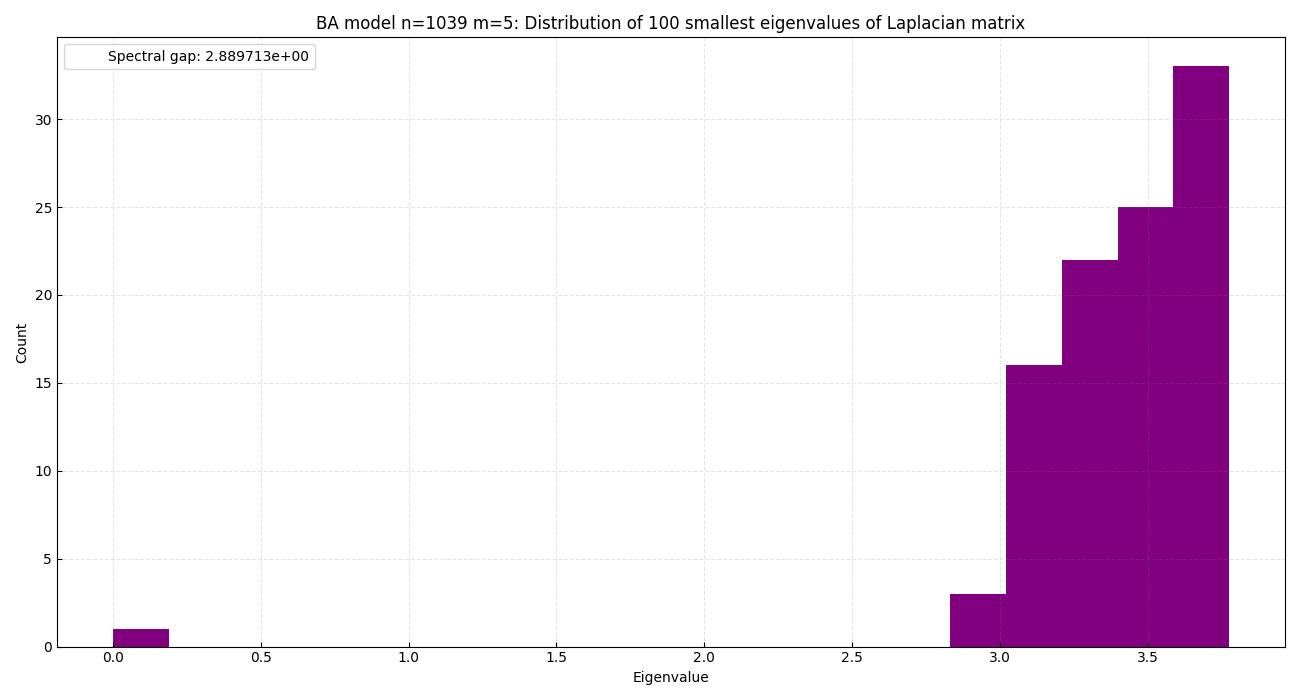 BA model n=1039 m=5: Distribution of 100 smallest eigenvalues of Laplacian matrix
Spectral gap: 2.889713e+00
30
25
20
15
10
5
0
Count
0.0 0.5 1.0 1.5 2.0 2.5 3.0 3.5
Eigenvalue